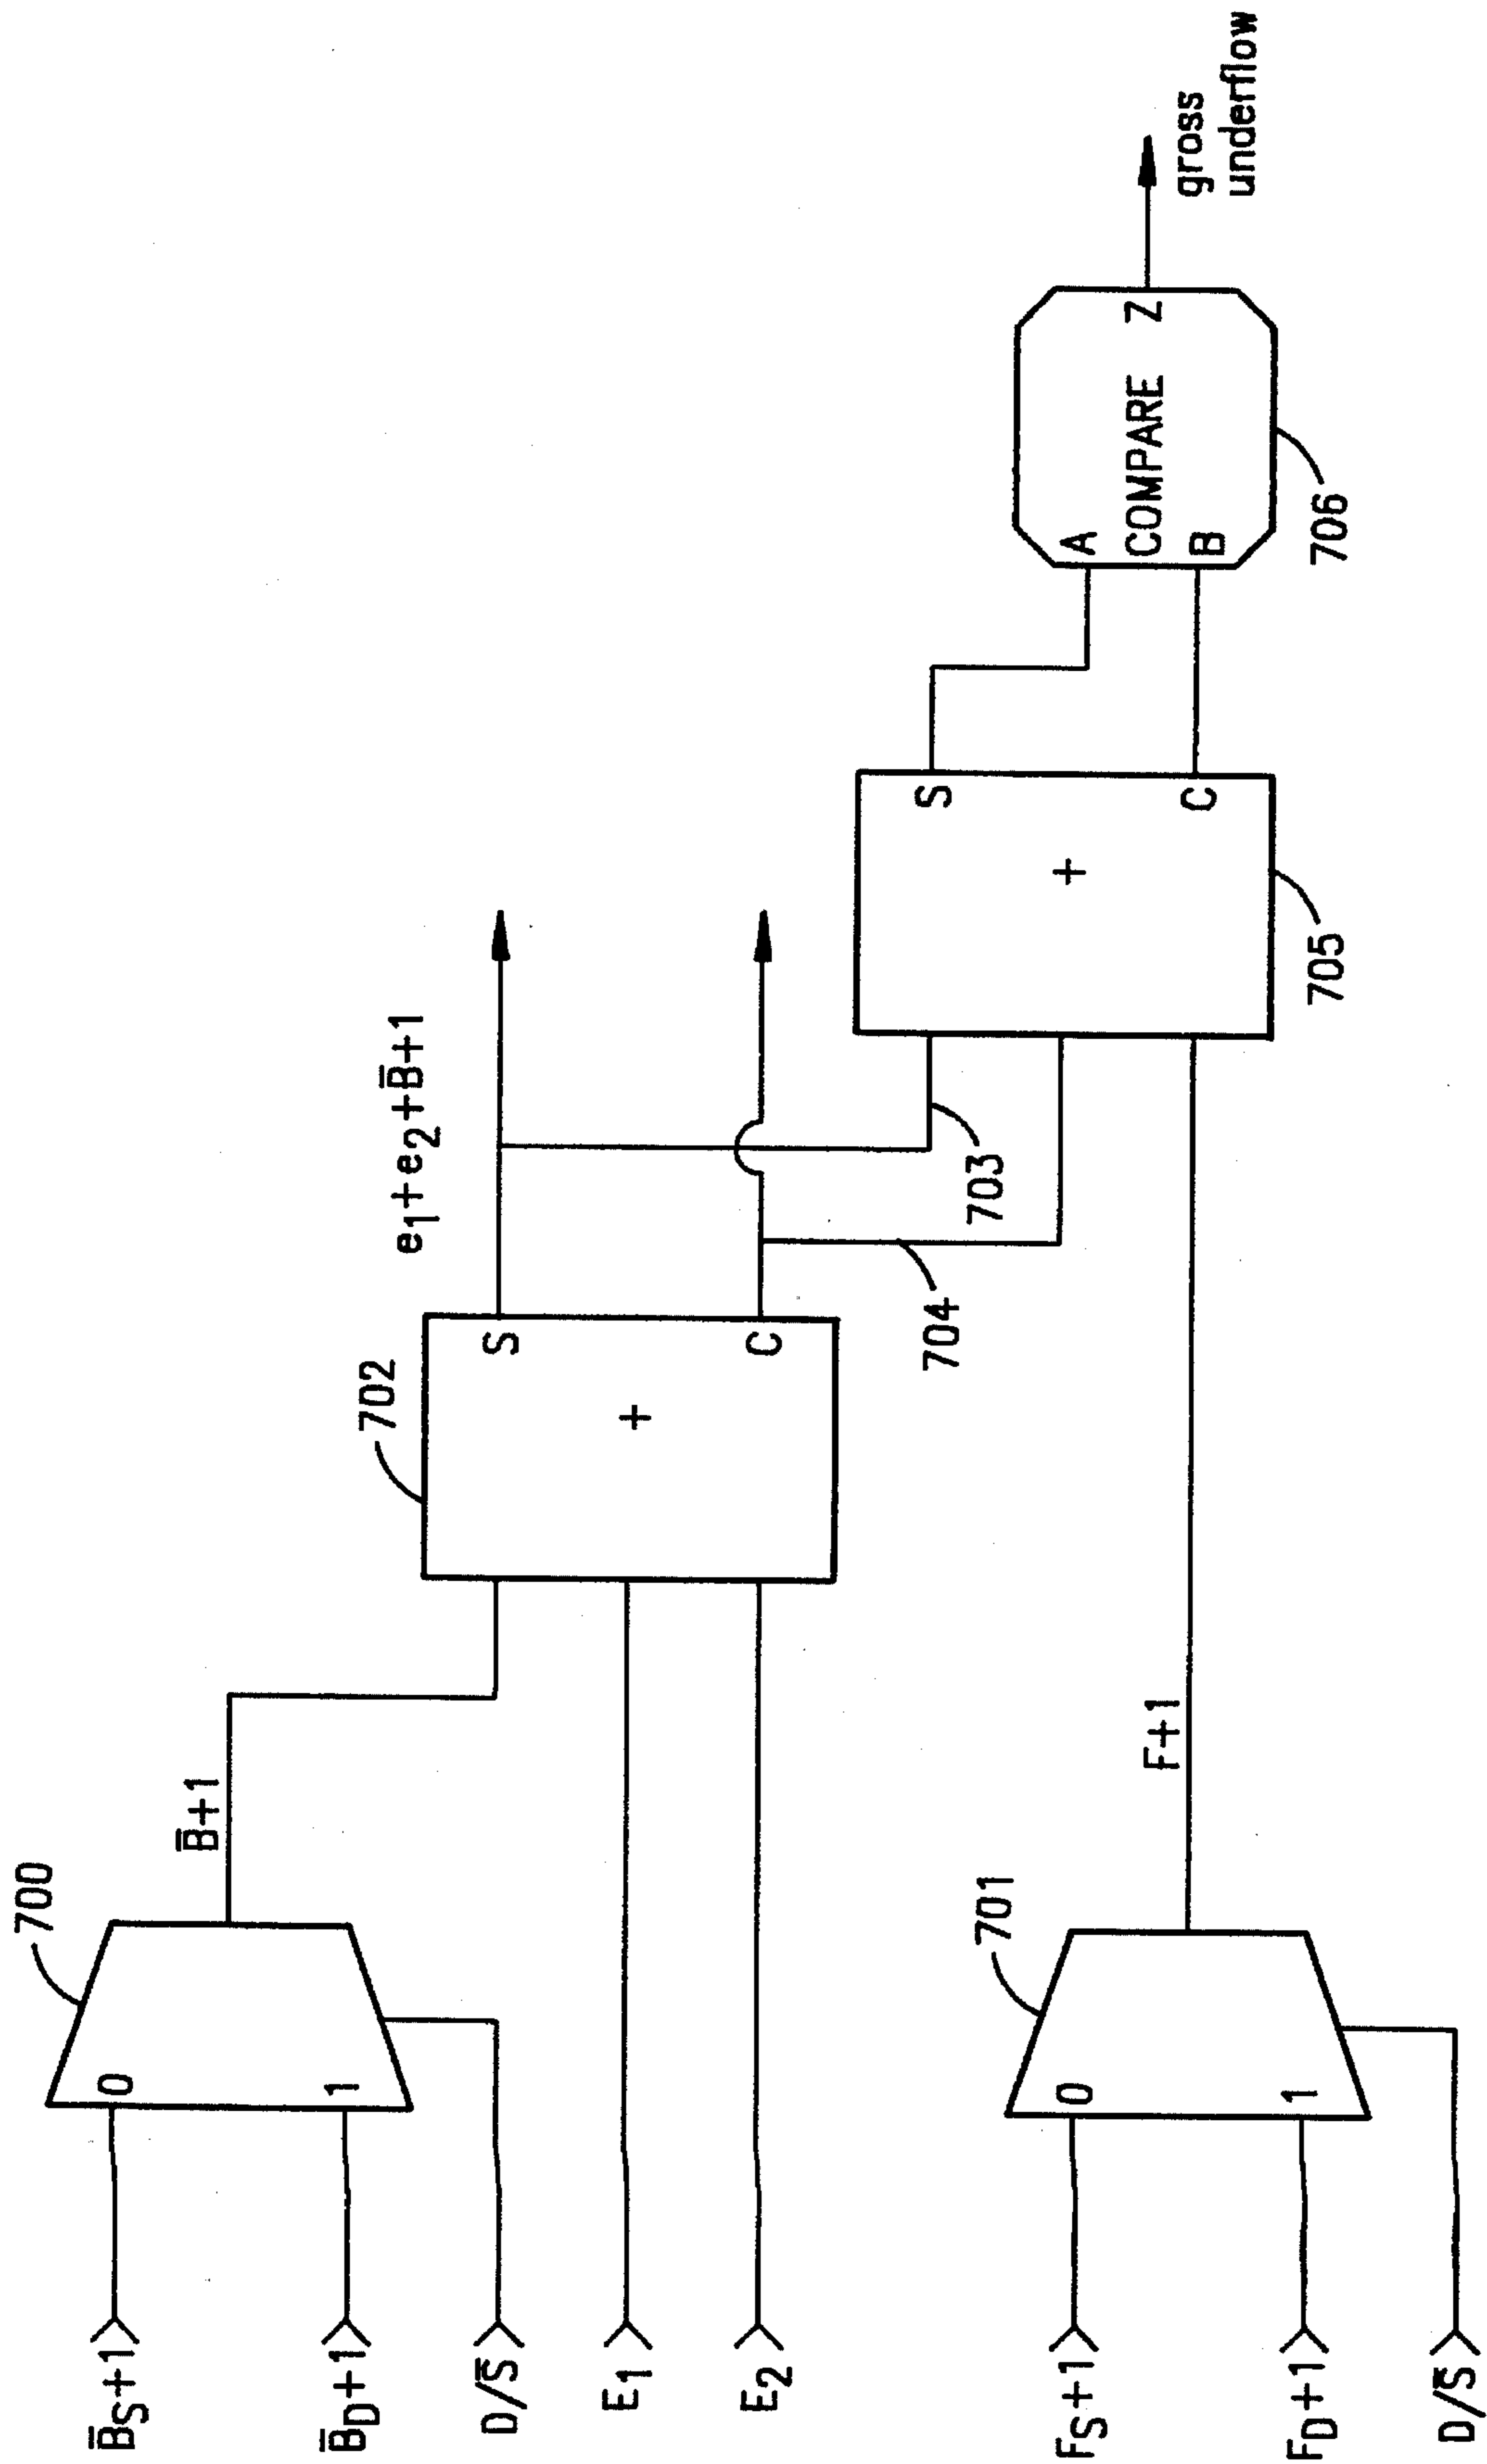 B̅S+1
B̅D+1
D/S̅
E1
E2
FS+1
FD+1
D/S̅
700
0
1
B̅+1
701
0
1
F+1
702
+
S
C
e1+e2+B̅+1
703
704
705
+
S
C
706
A
COMPARE
B
Z
gross
underflow